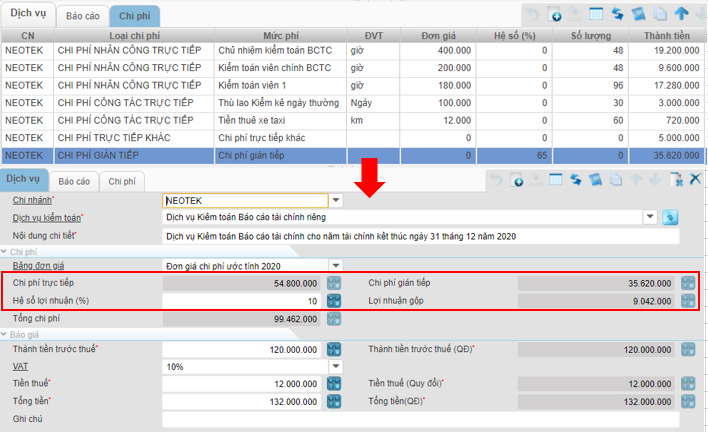 Dịch vụ Báo cáo Chi phí
CN Loại chi phí Mức phí ĐVT Đơn giá Hệ số (%) Số lượng Thành tiền
NEOTEK CHI PHÍ NHÂN CÔNG TRỰC TIẾP Chủ nhiệm kiểm toán BCTC giờ 400.000 0 48 19.200.000
NEOTEK CHI PHÍ NHÂN CÔNG TRỰC TIẾP Kiểm toán viên chính BCTC giờ 200.000 0 48 9.600.000
NEOTEK CHI PHÍ NHÂN CÔNG TRỰC TIẾP Kiểm toán viên 1 giờ 180.000 0 96 17.280.000
NEOTEK CHI PHÍ CÔNG TÁC TRỰC TIẾP Thù lao Kiểm kê ngày thường Ngày 100.000 0 30 3.000.000
NEOTEK CHI PHÍ CÔNG TÁC TRỰC TIẾP Tiền thuê xe taxi km 12.000 0 60 720.000
NEOTEK CHI PHÍ TRỰC TIẾP KHÁC Chi phí trực tiếp khác 0 0 0 5.000.000
NEOTEK CHI PHÍ GIÁN TIẾP Chi phí gián tiếp 0 65 0 35.620.000
Dịch vụ Báo cáo Chi phí
Chi nhánh* NEOTEK
Dịch vụ kiểm toán* Dịch vụ Kiểm toán Báo cáo tài chính riêng
Nội dung chi tiết* Dịch vụ Kiểm toán Báo cáo tài chính cho năm tài chính kết thúc ngày 31 tháng 12 năm 2020
Chi phí
Bảng đơn giá Đơn giá chi phí ước tính 2020
Chi phí trực tiếp 54.800.000 Chi phí gián tiếp 35.620.000
Hệ số lợi nhuận (%) 10 Lợi nhuận gộp 9.042.000
Tổng chi phí 99.462.000
Báo giá
Thành tiền trước thuế* 120.000.000 Thành tiền trước thuế (QĐ)* 120.000.000
VAT 10%
Tiền thuế* 12.000.000 Tiền thuế (Quy đổi)* 12.000.000
Tổng tiền* 132.000.000 Tổng tiền(QĐ)* 132.000.000
Ghi chú